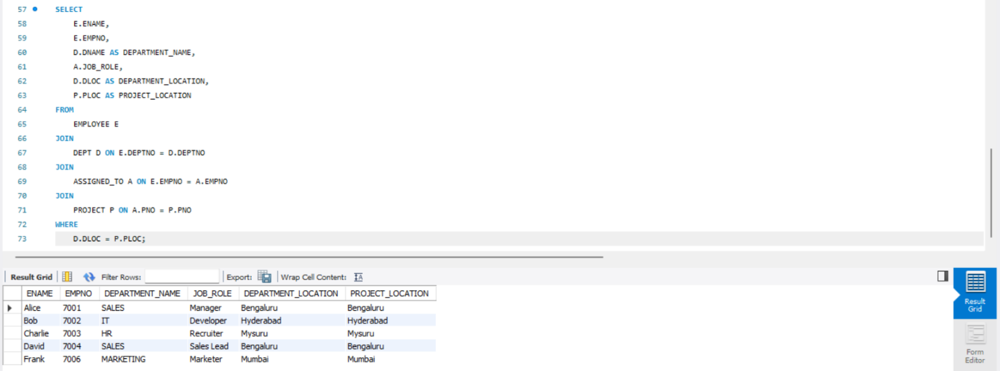 57 SELECT
58 E.ENAME,
59 E.EMPNO,
60 D.DNAME AS DEPARTMENT_NAME,
61 A.JOB_ROLE,
62 D.DLOC AS DEPARTMENT_LOCATION,
63 P.PLOC AS PROJECT_LOCATION
64 FROM
65 EMPLOYEE E
66 JOIN
67 DEPT D ON E.DEPTNO = D.DEPTNO
68 JOIN
69 ASSIGNED_TO A ON E.EMPNO = A.EMPNO
70 JOIN
71 PROJECT P ON A.PNO = P.PNO
72 WHERE
73 D.DLOC = P.PLOC;
Result Grid Filter Rows: Export: Wrap Cell Content: IA
ENAME EMPNO DEPARTMENT_NAME JOB_ROLE DEPARTMENT_LOCATION PROJECT_LOCATION
Alice 7001 SALES Manager Bengaluru Bengaluru
Bob 7002 IT Developer Hyderabad Hyderabad
Charlie 7003 HR Recruiter Mysuru Mysuru
David 7004 SALES Sales Lead Bengaluru Bengaluru
Frank 7006 MARKETING Marketer Mumbai Mumbai
Result
Grid
Form
Editor